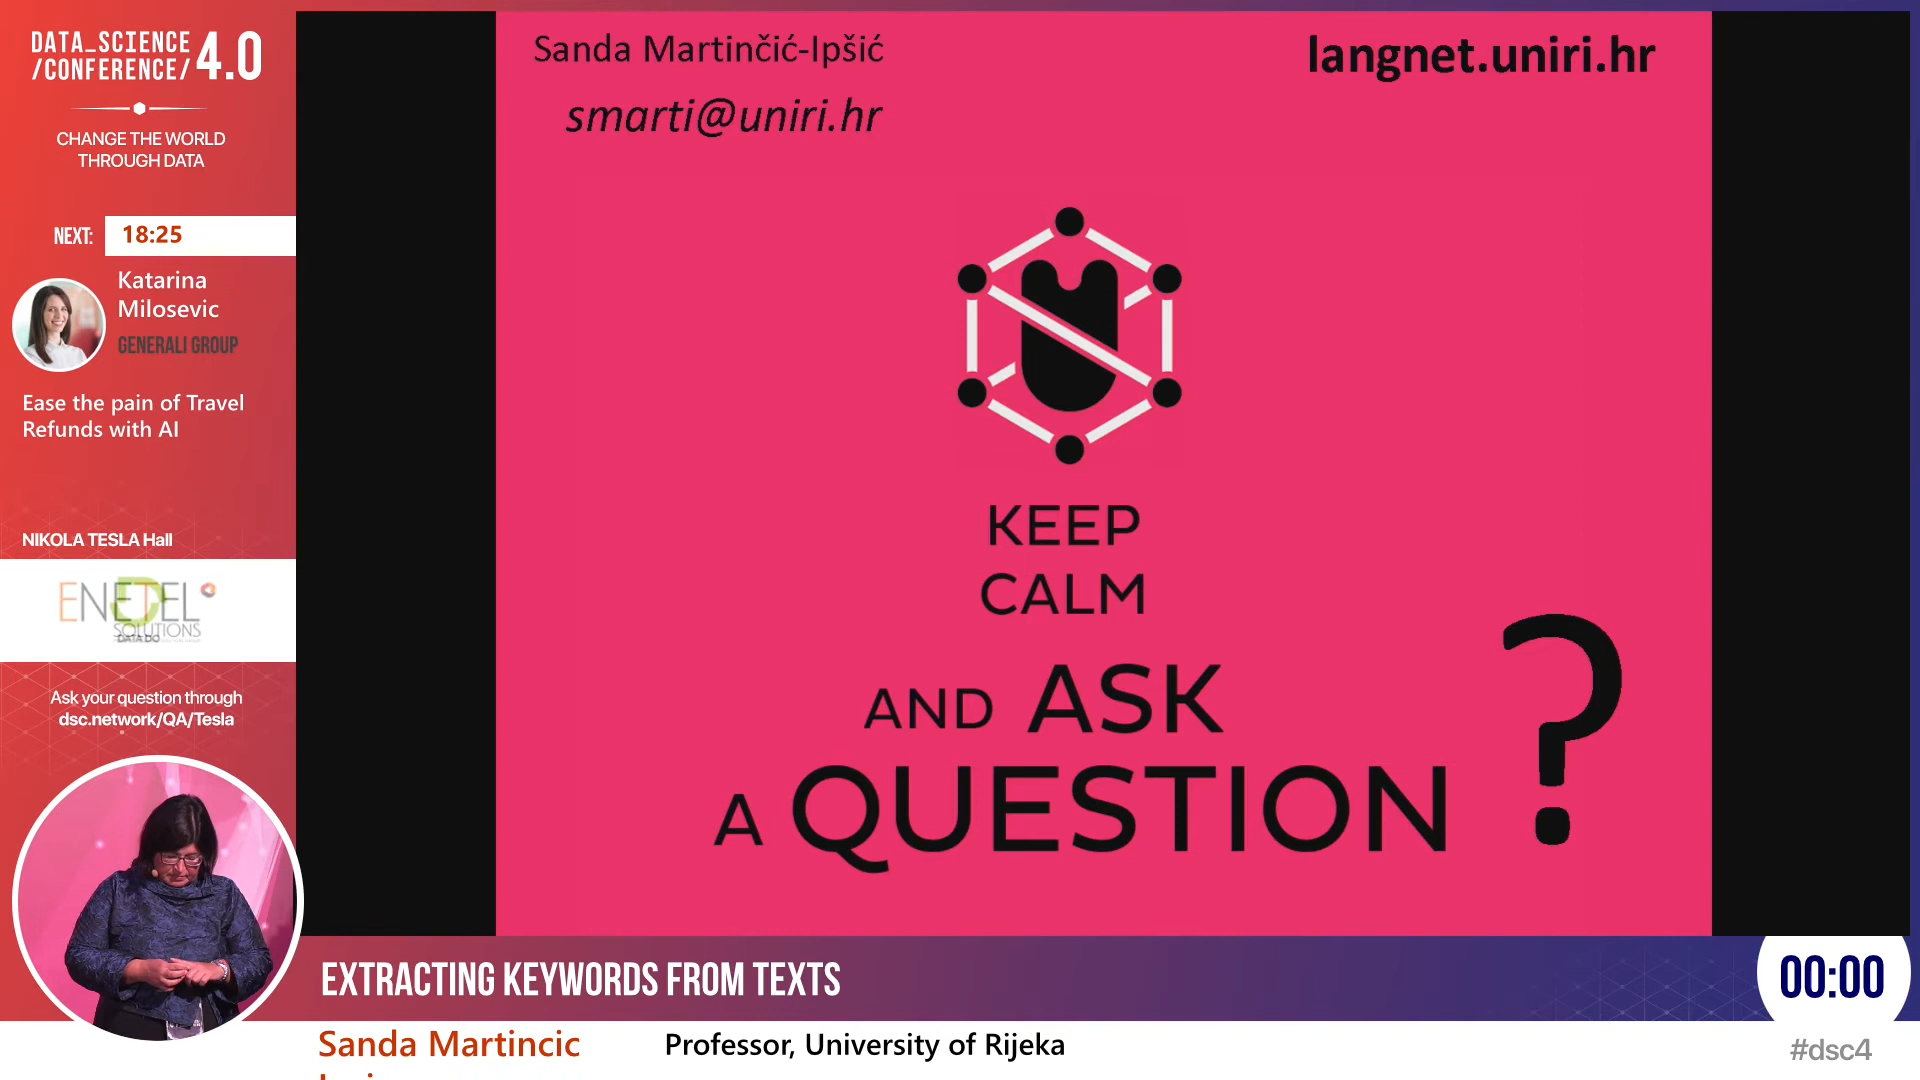 DATA_SCIENCE
/CONFERENCE/ 4.0
CHANGE THE WORLD
THROUGH DATA
NEXT: 18:25
Katarina
Milosevic
GENERALI GROUP
Ease the pain of Travel
Refunds with AI
NIKOLA TESLA Hall
ENETEL
SOLUTIONS
Ask your question through
dsc.network/QA/Tesla
Sanda Martinčić-Ipšić
smarti@uniri.hr
langnet.uniri.hr
KEEP
CALM
AND ASK
A QUESTION ?
EXTRACTING KEYWORDS FROM TEXTS
00:00
Sanda Martincic
Professor, University of Rijeka
#dsc4